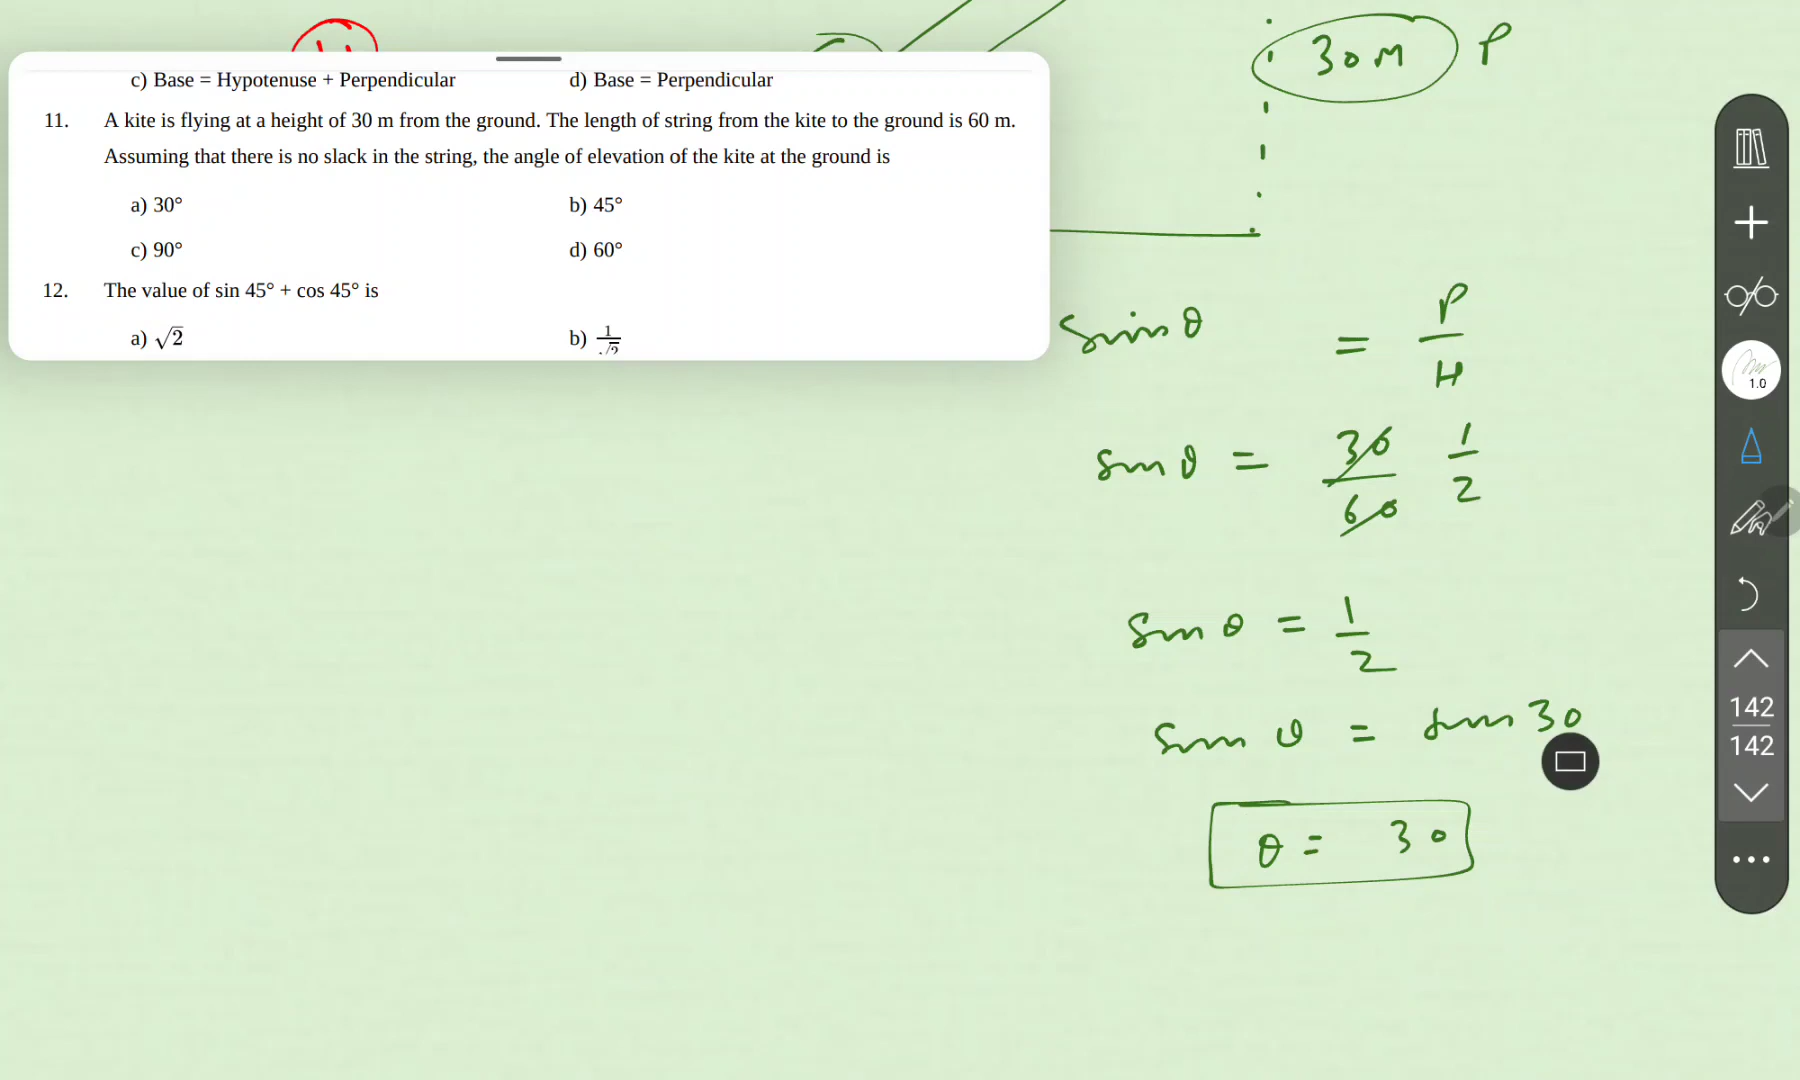 c) Base = Hypotenuse + Perpendicular d) Base = Perpendicular
11. A kite is flying at a height of 30 m from the ground. The length of string from the kite to the ground is 60 m.
Assuming that there is no slack in the string, the angle of elevation of the kite at the ground is
a) 30° b) 45°
c) 90° d) 60°
12. The value of sin 45° + cos 45° is
a) √2 b) 1/√2
30 M P
sin θ = P/H
sin θ = 30/60 1/2
sin θ = 1/2
sin θ = sin 30
θ = 30
1.0
142
142